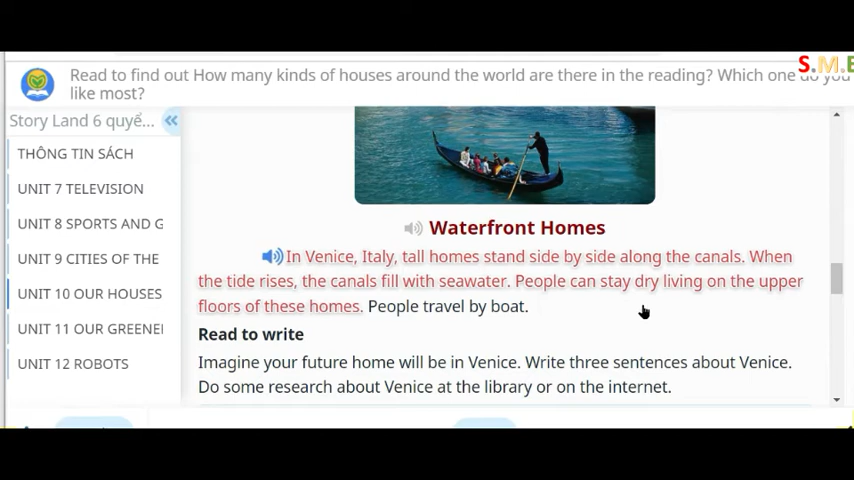 S.M.E
Read to find out How many kinds of houses around the world are there in the reading? Which one do you
like most?
Story Land 6 quyể...
THÔNG TIN SÁCH
UNIT 7 TELEVISION
UNIT 8 SPORTS AND G
UNIT 9 CITIES OF THE
UNIT 10 OUR HOUSES
UNIT 11 OUR GREENE
UNIT 12 ROBOTS
Waterfront Homes
In Venice, Italy, tall homes stand side by side along the canals. When
the tide rises, the canals fill with seawater. People can stay dry living on the upper
floors of these homes. People travel by boat.
Read to write
Imagine your future home will be in Venice. Write three sentences about Venice.
Do some research about Venice at the library or on the internet.